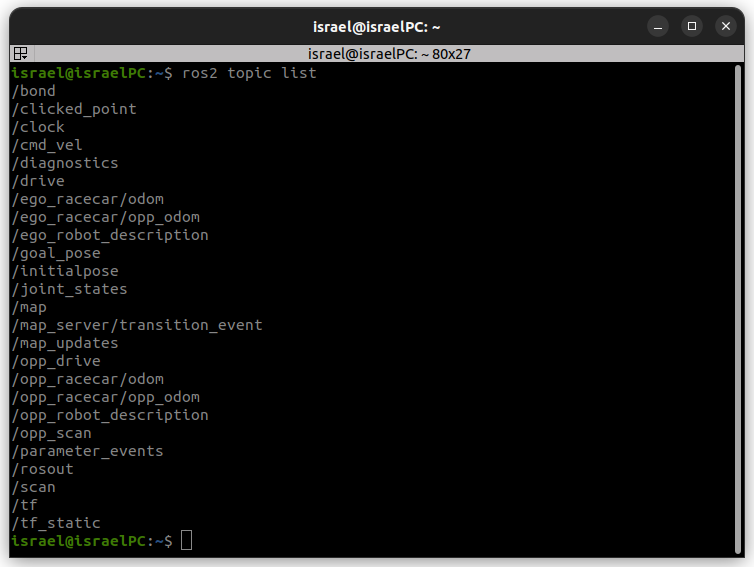 israel@israelPC: ~
israel@israelPC: ~ 80x27
israel@israelPC:~$ ros2 topic list
/bond
/clicked_point
/clock
/cmd_vel
/diagnostics
/drive
/ego_racecar/odom
/ego_racecar/opp_odom
/ego_robot_description
/goal_pose
/initialpose
/joint_states
/map
/map_server/transition_event
/map_updates
/opp_drive
/opp_racecar/odom
/opp_racecar/opp_odom
/opp_robot_description
/opp_scan
/parameter_events
/rosout
/scan
/tf
/tf_static
israel@israelPC:~$